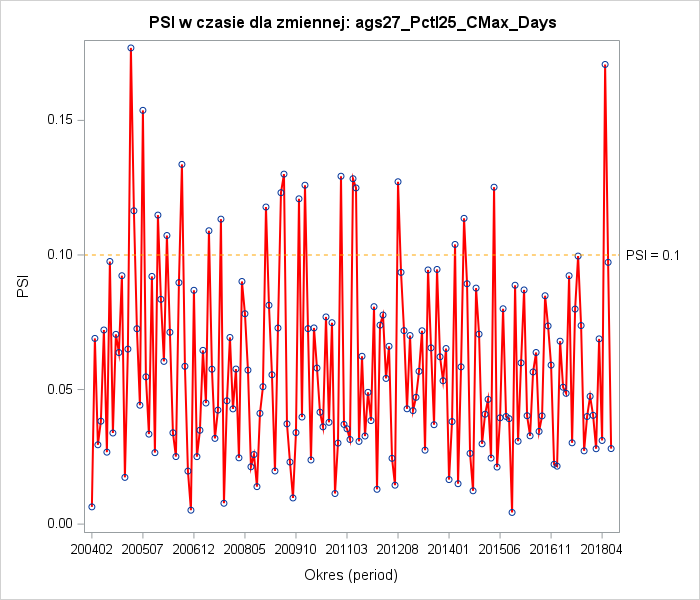 PSI w czasie dla zmiennej: ags27_Pctl25_CMax_Days
0.15
0.10
PSI = 0.1
PSI
0.05
0.00
200402 200507 200612 200805 200910 201103 201208 201401 201506 201611 201804
Okres (period)